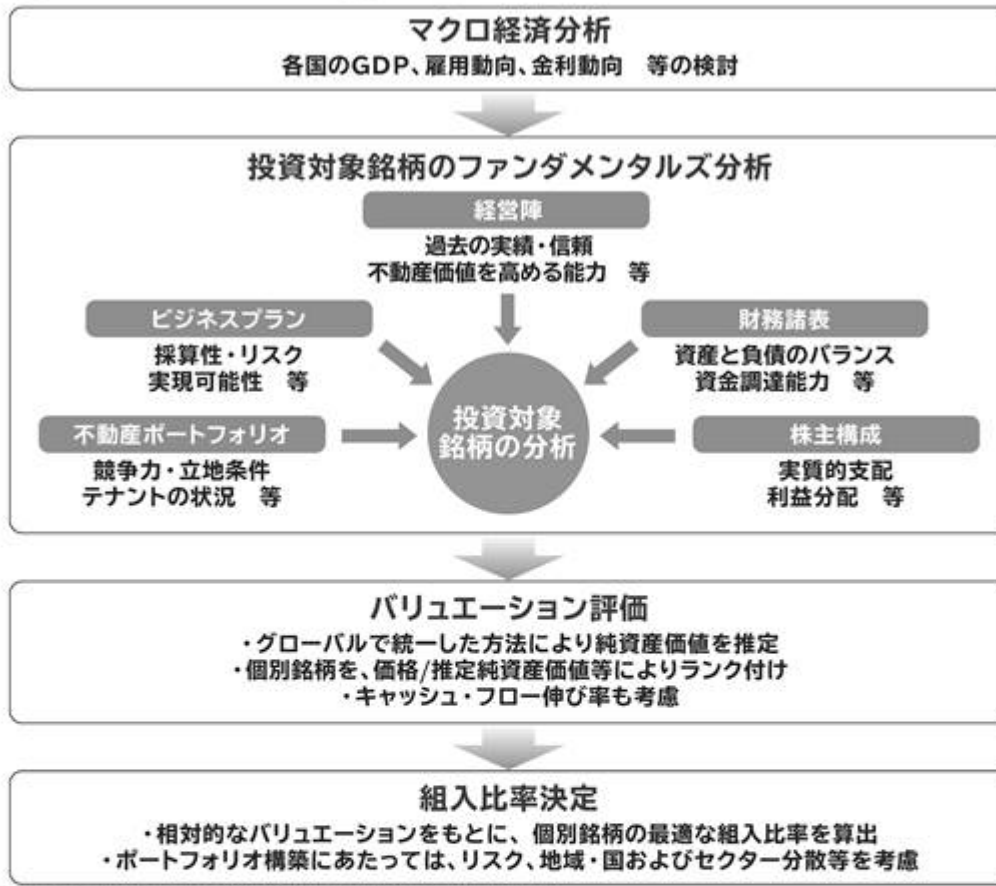 マクロ経済分析
各国のGDP、雇用動向、金利動向　等の検討
投資対象銘柄のファンダメンタルズ分析
経営陣
過去の実績・信頼
不動産価値を高める能力　等
ビジネスプラン
採算性・リスク
実現可能性　等
財務諸表
資産と負債のバランス
資金調達能力　等
不動産ポートフォリオ
競争力・立地条件
テナントの状況　等
投資対象
銘柄の分析
株主構成
実質的支配
利益分配　等
バリュエーション評価
・グローバルで統一した方法により純資産価値を推定
・個別銘柄を、価格/推定純資産価値等によりランク付け
・キャッシュ・フロー伸び率も考慮
組入比率決定
・相対的なバリュエーションをもとに、個別銘柄の最適な組入比率を算出
・ポートフォリオ構築にあたっては、リスク、地域・国およびセクター分散等を考慮